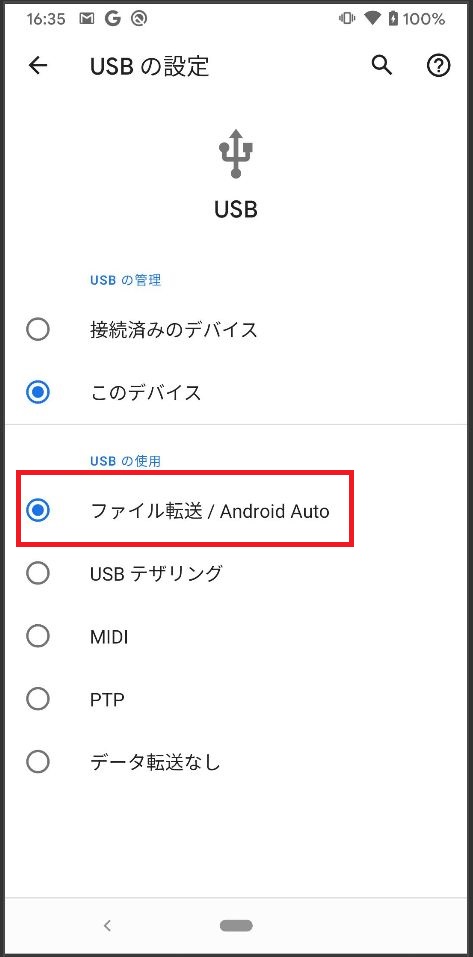 16:35
100%
USB の設定
USB
USB の管理
接続済みのデバイス
このデバイス
USB の使用
ファイル転送 / Android Auto
USB テザリング
MIDI
PTP
データ転送なし